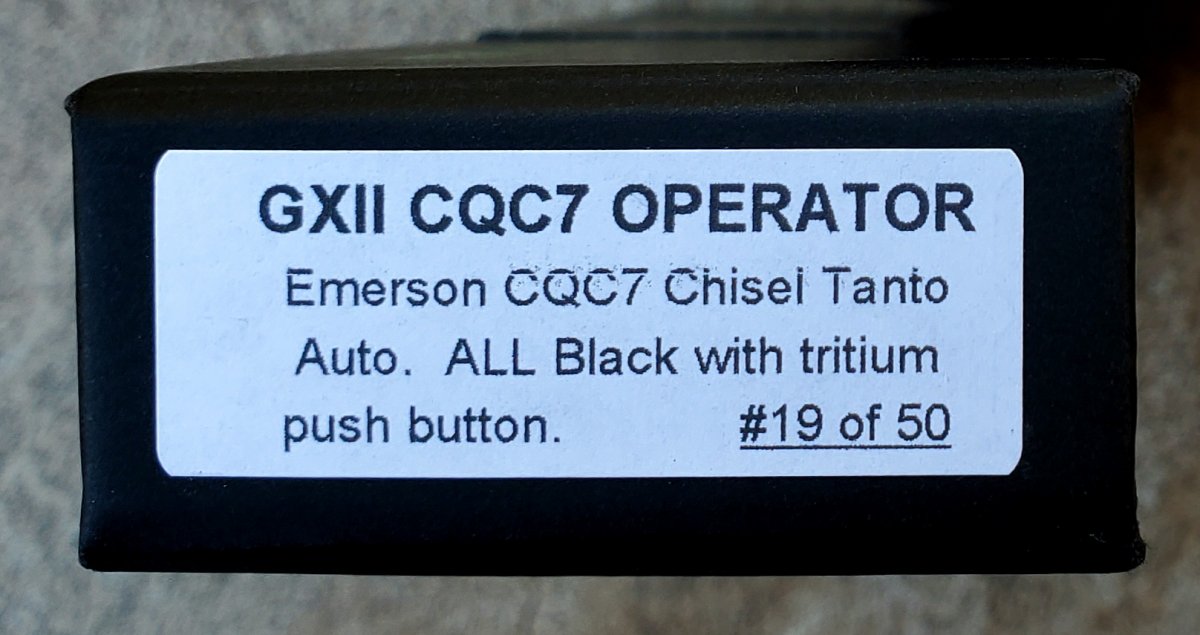 GXII CQC7 OPERATOR
Emerson CQC7 Chisel Tanto
Auto.  ALL Black with tritium
push button. #19 of 50